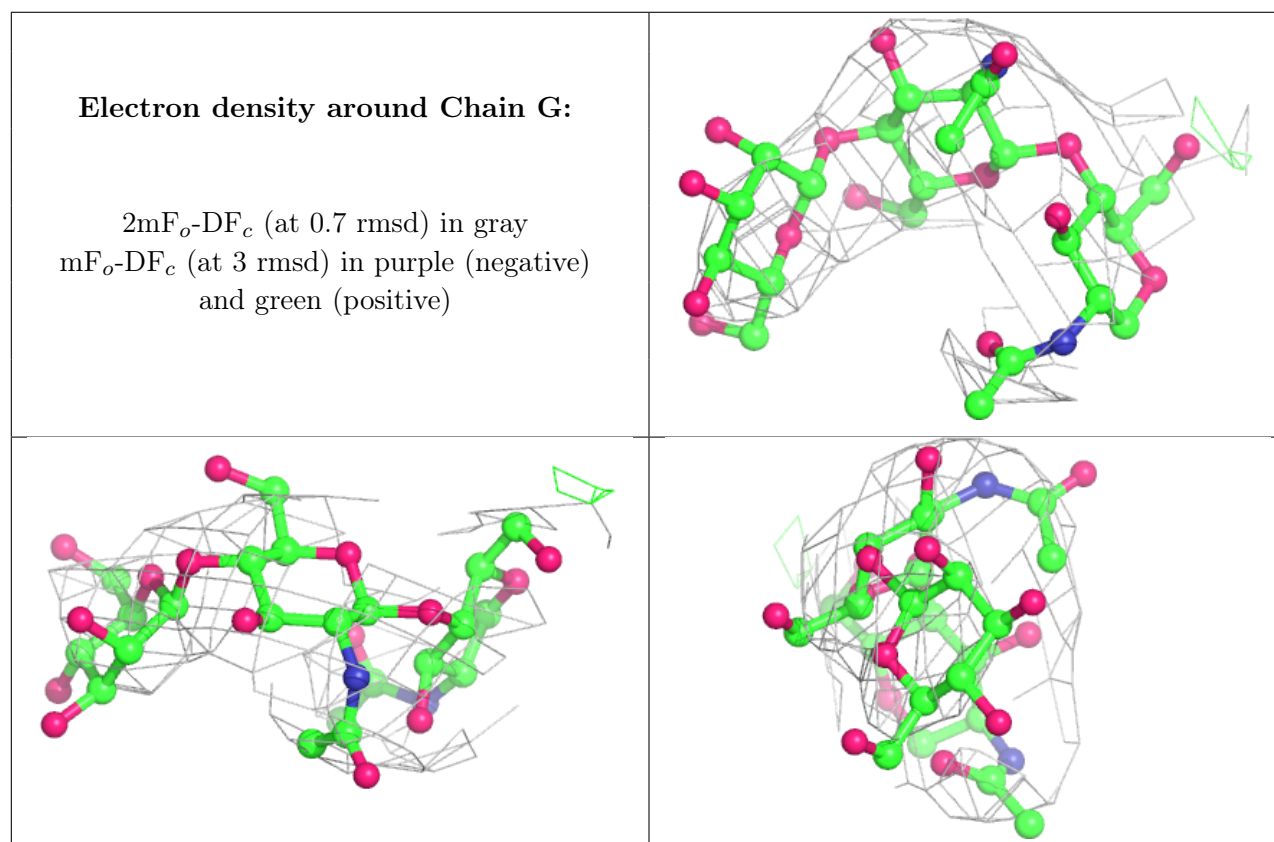 Electron density around Chain G:
2mFₒ-DF𝒸 (at 0.7 rmsd) in gray
mFₒ-DF𝒸 (at 3 rmsd) in purple (negative)
and green (positive)